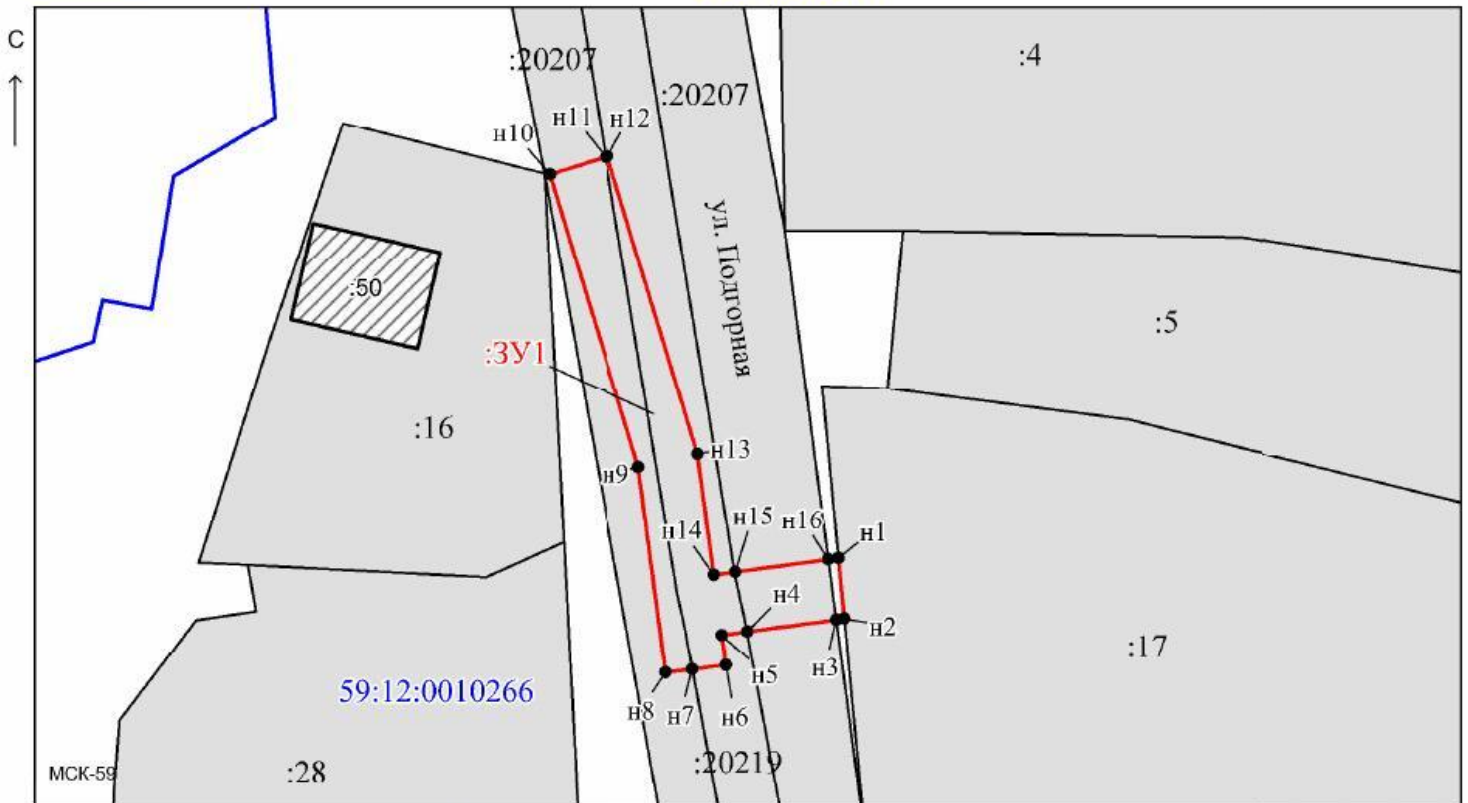 С
:20207
:4
:20207
н11
н12
н10
ул. Подгорная
:50
:5
:ЗУ1
:16
н13
н9
н15
н14
н16
н1
н4
н2
н3
:17
н5
59:12:0010266
н8
н7
н6
:20219
МСК-59
:28